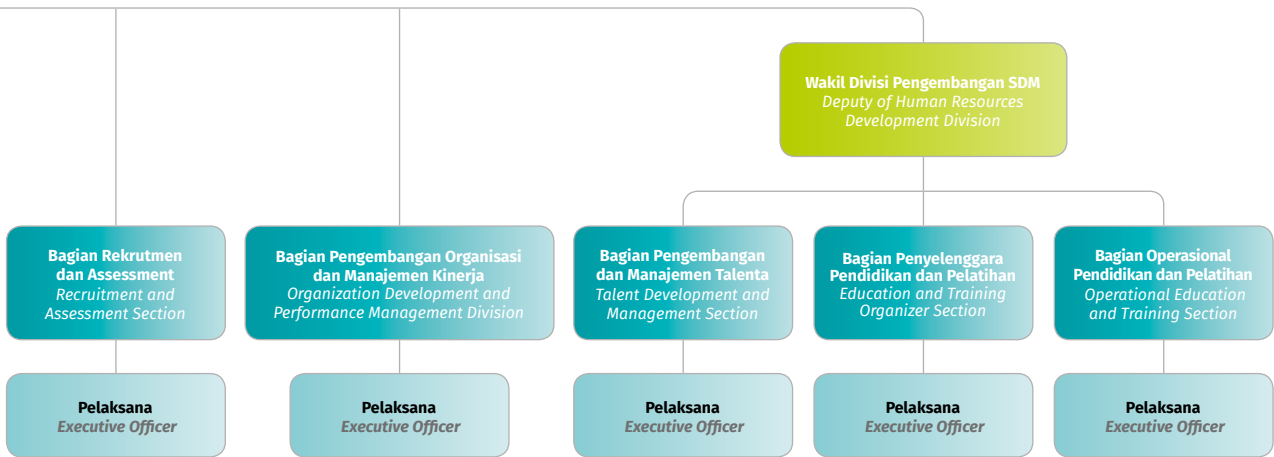 Wakil Divisi Pengembangan SDM
Deputy of Human Resources
Development Division
Bagian Rekrutmen
dan Assessment
Recruitment and
Assessment Section
Bagian Pengembangan Organisasi
dan Manajemen Kinerja
Organization Development and
Performance Management Division
Bagian Pengembangan
dan Manajemen Talenta
Talent Development and
Management Section
Bagian Penyelenggara
Pendidikan dan Pelatihan
Education and Training
Organizer Section
Bagian Operasional
Pendidikan dan Pelatihan
Operational Education
and Training Section
Pelaksana
Executive Officer
Pelaksana
Executive Officer
Pelaksana
Executive Officer
Pelaksana
Executive Officer
Pelaksana
Executive Officer